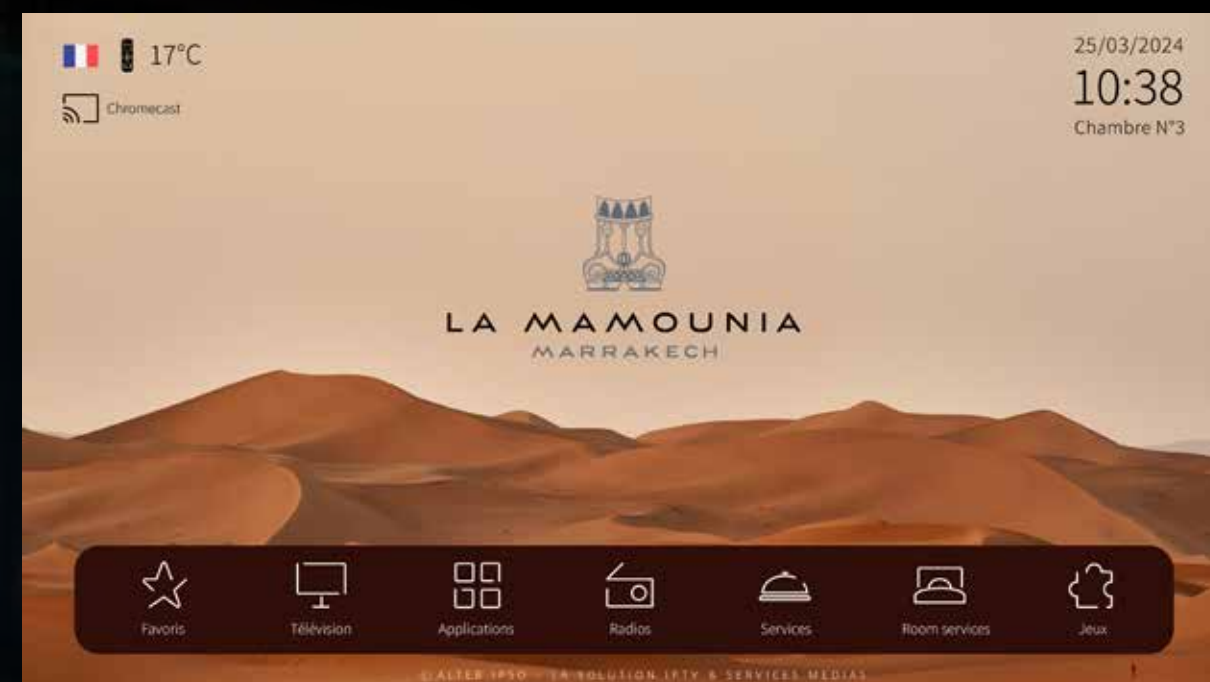 17°C
Chromecast
25/03/2024
10:38
Chambre N°3
LA MAMOUNIA
MARRAKECH
Favoris
Télévision
Applications
Radios
Services
Room services
Jeux
© ALTER IPSO - LA SOLUTION IPTV & SERVICES MEDIAS